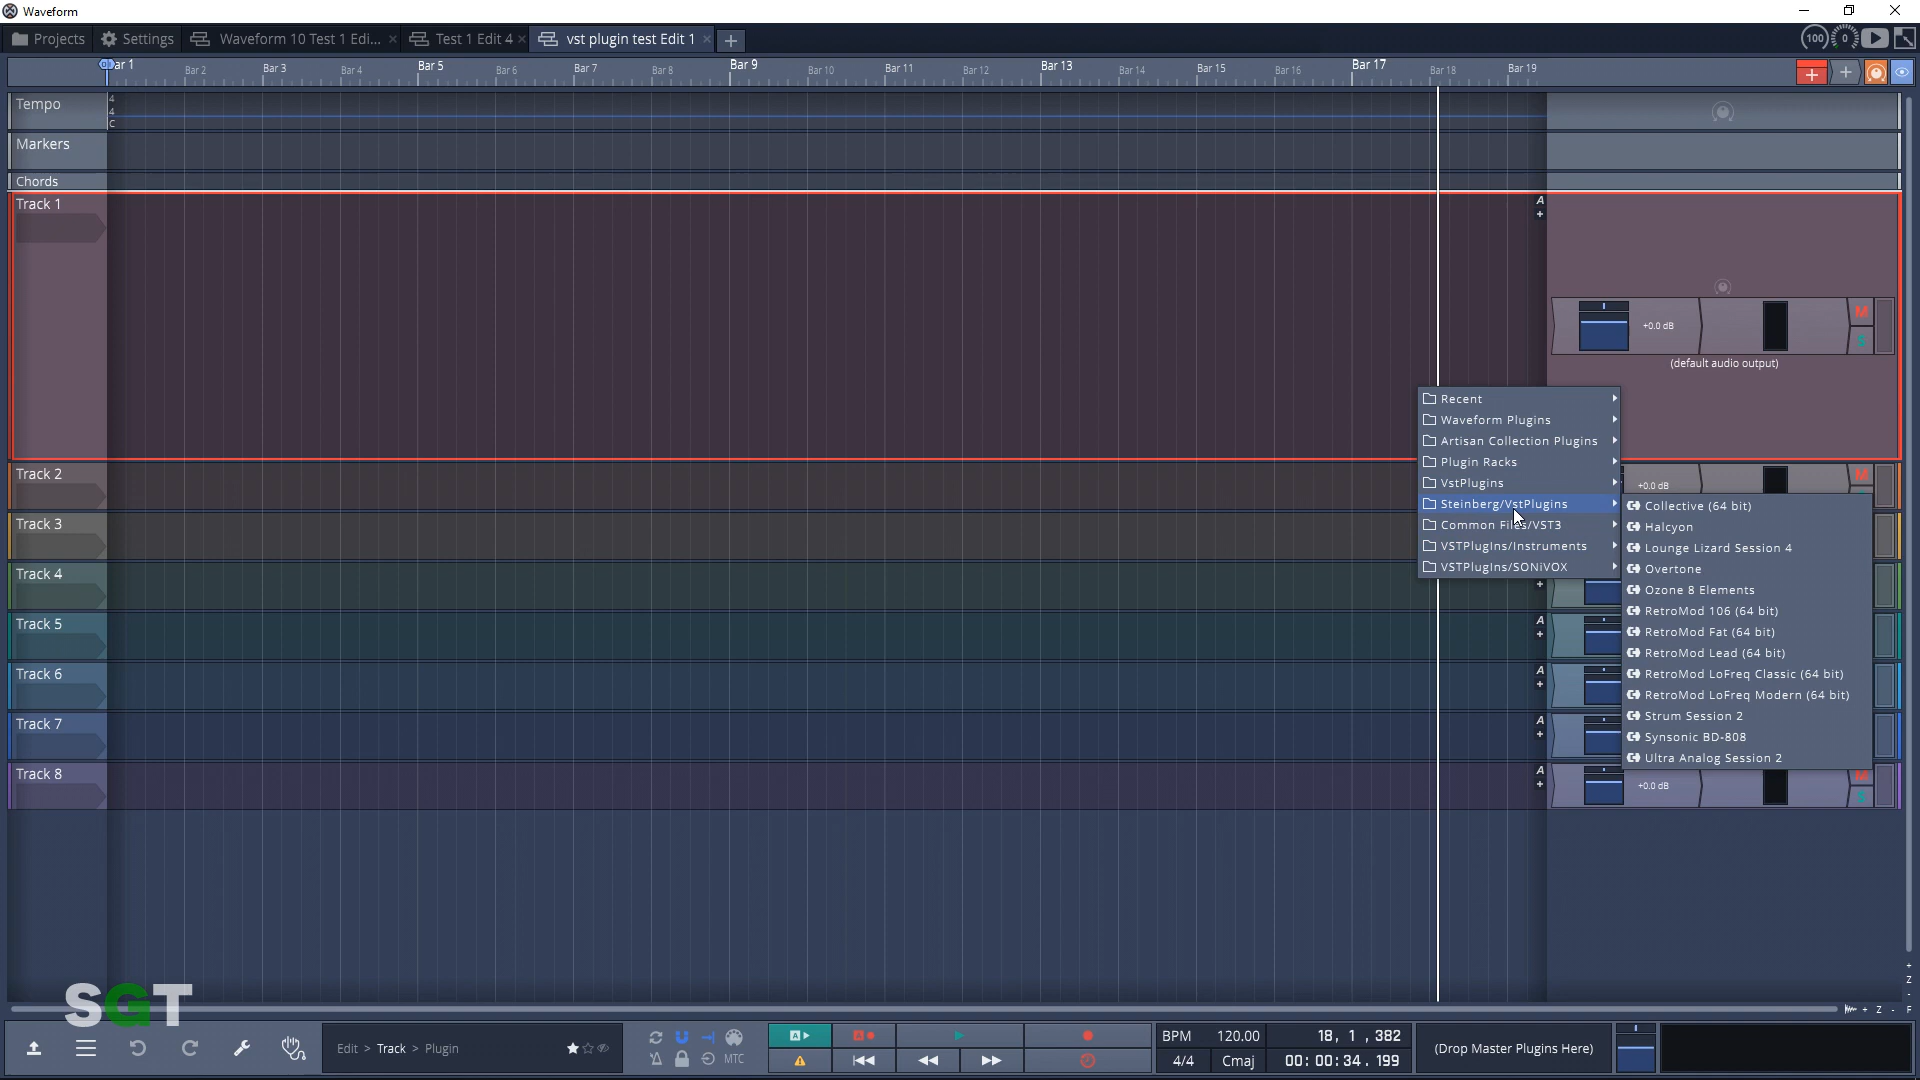 Waveform
Projects
Settings
Waveform 10 Test 1 Edi...
Test 1 Edit 4
vst plugin test Edit 1
100
0
Bar 1
Bar 2
Bar 3
Bar 4
Bar 5
Bar 6
Bar 7
Bar 8
Bar 9
Bar 10
Bar 11
Bar 12
Bar 13
Bar 14
Bar 15
Bar 16
Bar 17
Bar 18
Bar 19
Tempo
4
4
C
Markers
Chords
Track 1
A
+
+0.0 dB
M
S
(default audio output)
Track 2
+0.0 dB
M
Track 3
Track 4
+
Track 5
A
+
Track 6
A
+
Track 7
A
+
Track 8
A
+
+0.0 dB
M
S
Recent
Waveform Plugins
Artisan Collection Plugins
Plugin Racks
VstPlugins
Steinberg/VstPlugins
Common Files/VST3
VSTPlugIns/Instruments
VSTPlugIns/SONiVOX
Collective (64 bit)
Halcyon
Lounge Lizard Session 4
Overtone
Ozone 8 Elements
RetroMod 106 (64 bit)
RetroMod Fat (64 bit)
RetroMod Lead (64 bit)
RetroMod LoFreq Classic (64 bit)
RetroMod LoFreq Modern (64 bit)
Strum Session 2
Synsonic BD-808
Ultra Analog Session 2
+
Z
-
+ Z - F
SGT
Edit > Track > Plugin
MTC
A
A
BPM 120.00
4/4 Cmaj
18, 1 , 382
00: 00: 34 . 199
(Drop Master Plugins Here)